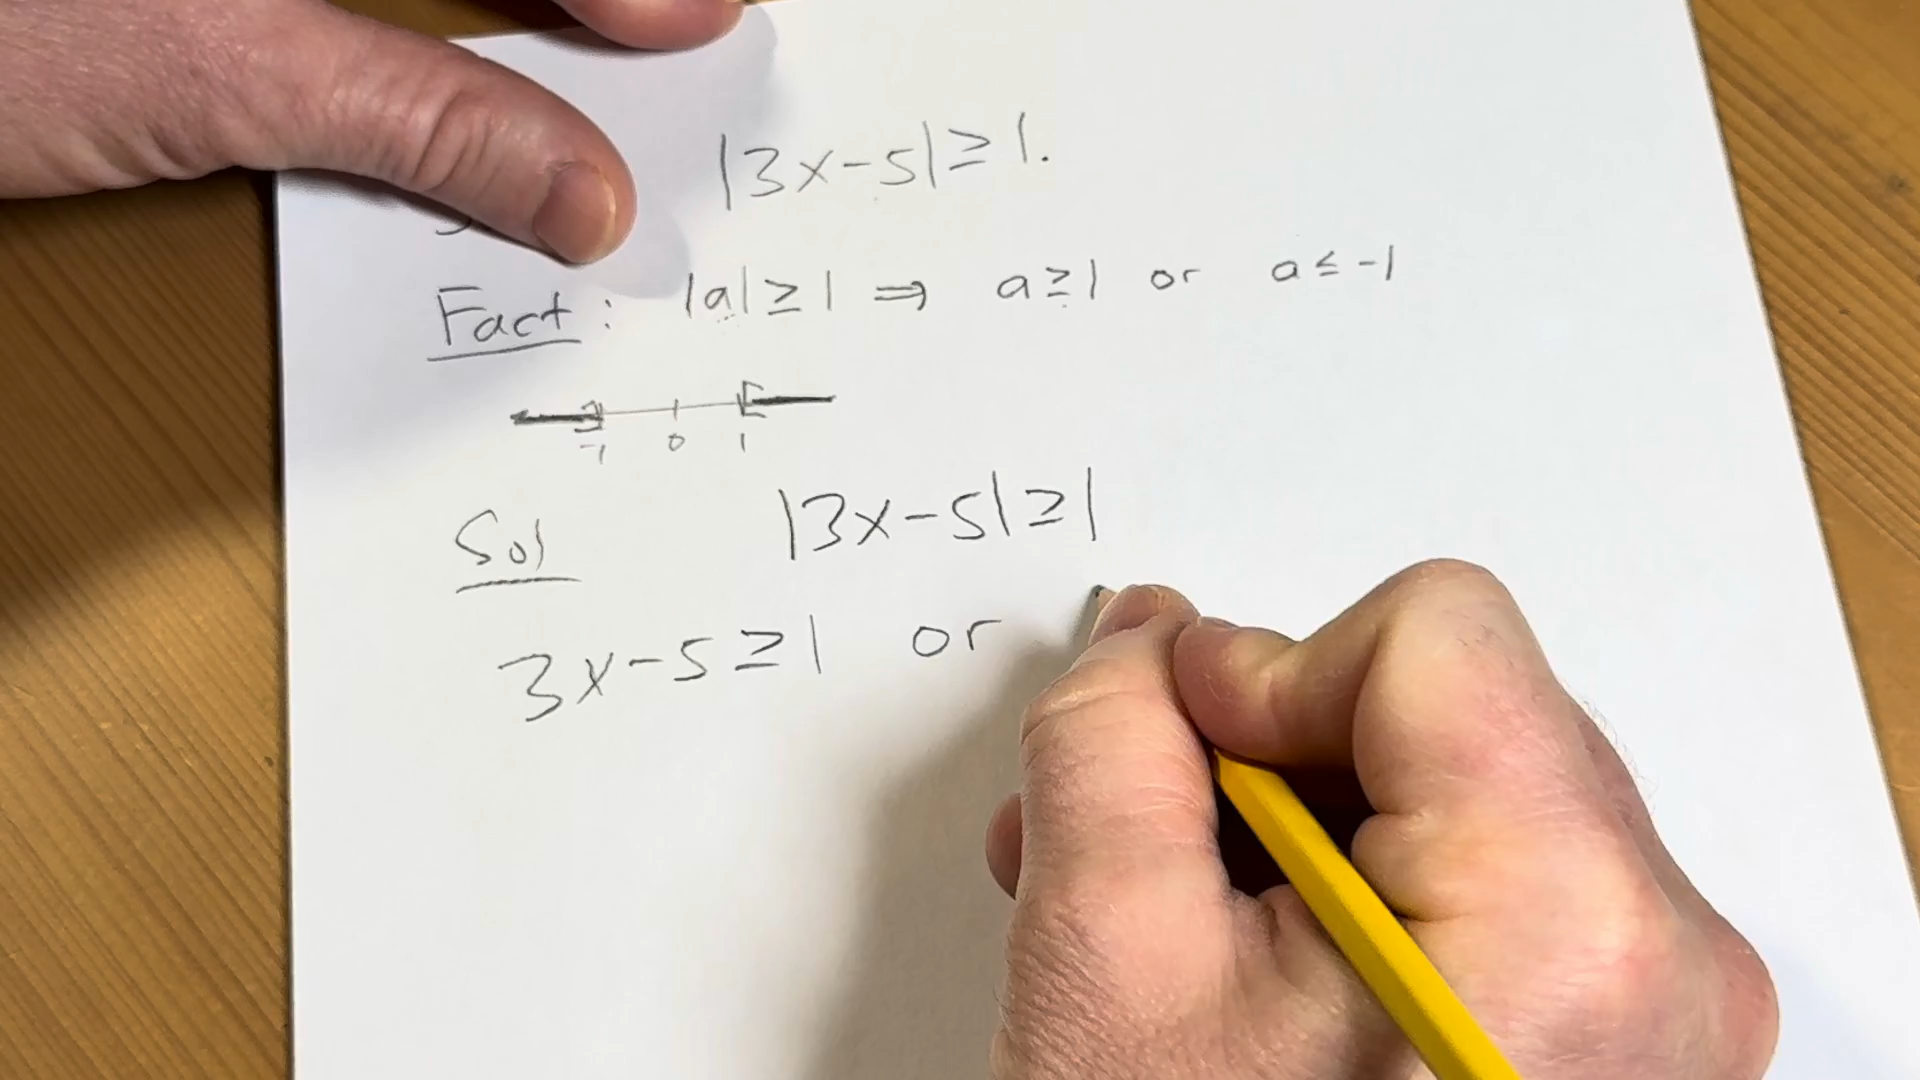 |3x-5|≥1.
Fact: |a|≥1 ⇒ a≥1 or a≤-1
-1 0 1
Sol |3x-5|≥1
3x-5≥1 or